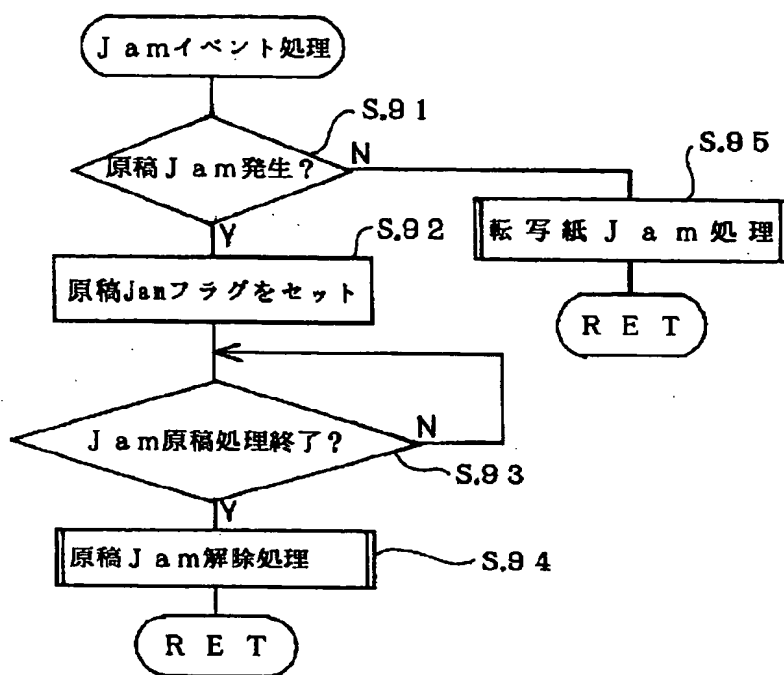 Ｊａｍイベント処理
S.91
原稿Ｊａｍ発生？
N
S.95
転写紙Ｊａｍ処理
Y
S.92
原稿Jamフラグをセット
ＲＥＴ
Ｊａｍ原稿処理終了？
N
S.93
Y
原稿Ｊａｍ解除処理
S.94
ＲＥＴ